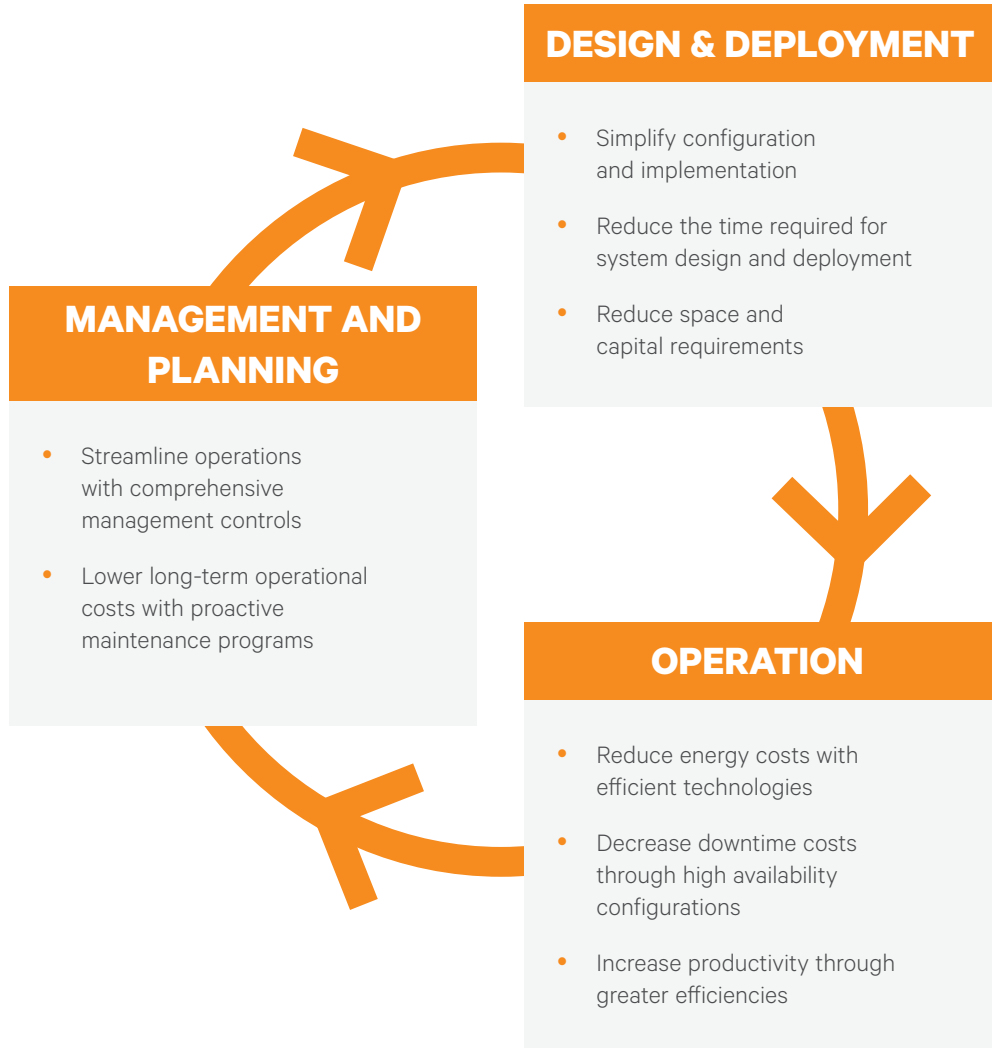 DESIGN & DEPLOYMENT
• Simplify configuration
and implementation
• Reduce the time required for
system design and deployment
• Reduce space and
capital requirements
MANAGEMENT AND
PLANNING
• Streamline operations
with comprehensive
management controls
• Lower long-term operational
costs with proactive
maintenance programs
OPERATION
• Reduce energy costs with
efficient technologies
• Decrease downtime costs
through high availability
configurations
• Increase productivity through
greater efficiencies